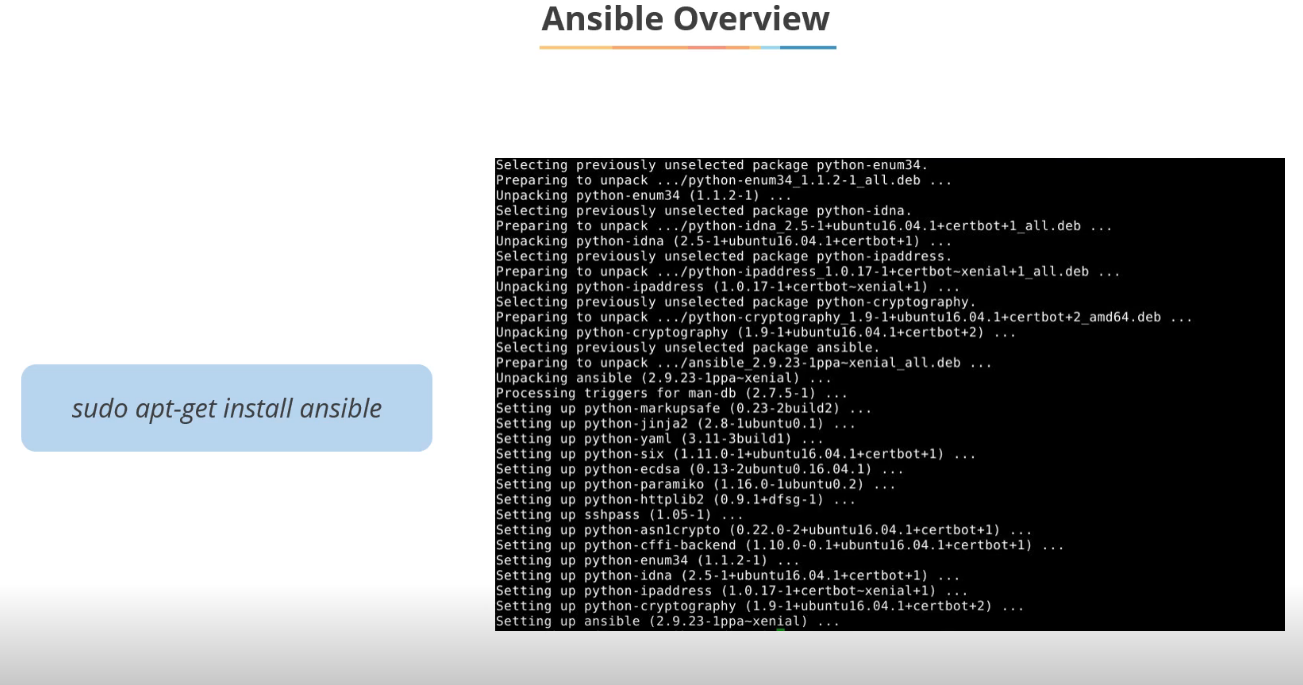 Ansible Overview
sudo apt-get install ansible
Selecting previously unselected package python-enum34.
Preparing to unpack .../python-enum34_1.1.2-1_all.deb ...
Unpacking python-enum34 (1.1.2-1) ...
Selecting previously unselected package python-idna.
Preparing to unpack .../python-idna_2.5-1+ubuntu16.04.1+certbot+1_all.deb ...
Unpacking python-idna (2.5-1+ubuntu16.04.1+certbot+1) ...
Selecting previously unselected package python-ipaddress.
Preparing to unpack .../python-ipaddress_1.0.17-1+certbot~xenial+1_all.deb ...
Unpacking python-ipaddress (1.0.17-1+certbot~xenial+1) ...
Selecting previously unselected package python-cryptography.
Preparing to unpack .../python-cryptography_1.9-1+ubuntu16.04.1+certbot+2_amd64.deb ...
Unpacking python-cryptography (1.9-1+ubuntu16.04.1+certbot+2) ...
Selecting previously unselected package ansible.
Preparing to unpack .../ansible_2.9.23-1ppa~xenial_all.deb ...
Unpacking ansible (2.9.23-1ppa~xenial) ...
Processing triggers for man-db (2.7.5-1) ...
Setting up python-markupsafe (0.23-2build2) ...
Setting up python-jinja2 (2.8-1ubuntu0.1) ...
Setting up python-yaml (3.11-3build1) ...
Setting up python-six (1.11.0-1+ubuntu16.04.1+certbot+1) ...
Setting up python-ecdsa (0.13-2ubuntu0.16.04.1) ...
Setting up python-paramiko (1.16.0-1ubuntu0.2) ...
Setting up python-httplib2 (0.9.1+dfsg-1) ...
Setting up sshpass (1.05-1) ...
Setting up python-asn1crypto (0.22.0-2+ubuntu16.04.1+certbot+1) ...
Setting up python-cffi-backend (1.10.0-0.1+ubuntu16.04.1+certbot+1) ...
Setting up python-enum34 (1.1.2-1) ...
Setting up python-idna (2.5-1+ubuntu16.04.1+certbot+1) ...
Setting up python-ipaddress (1.0.17-1+certbot~xenial+1) ...
Setting up python-cryptography (1.9-1+ubuntu16.04.1+certbot+2) ...
Setting up ansible (2.9.23-1ppa~xenial) ...